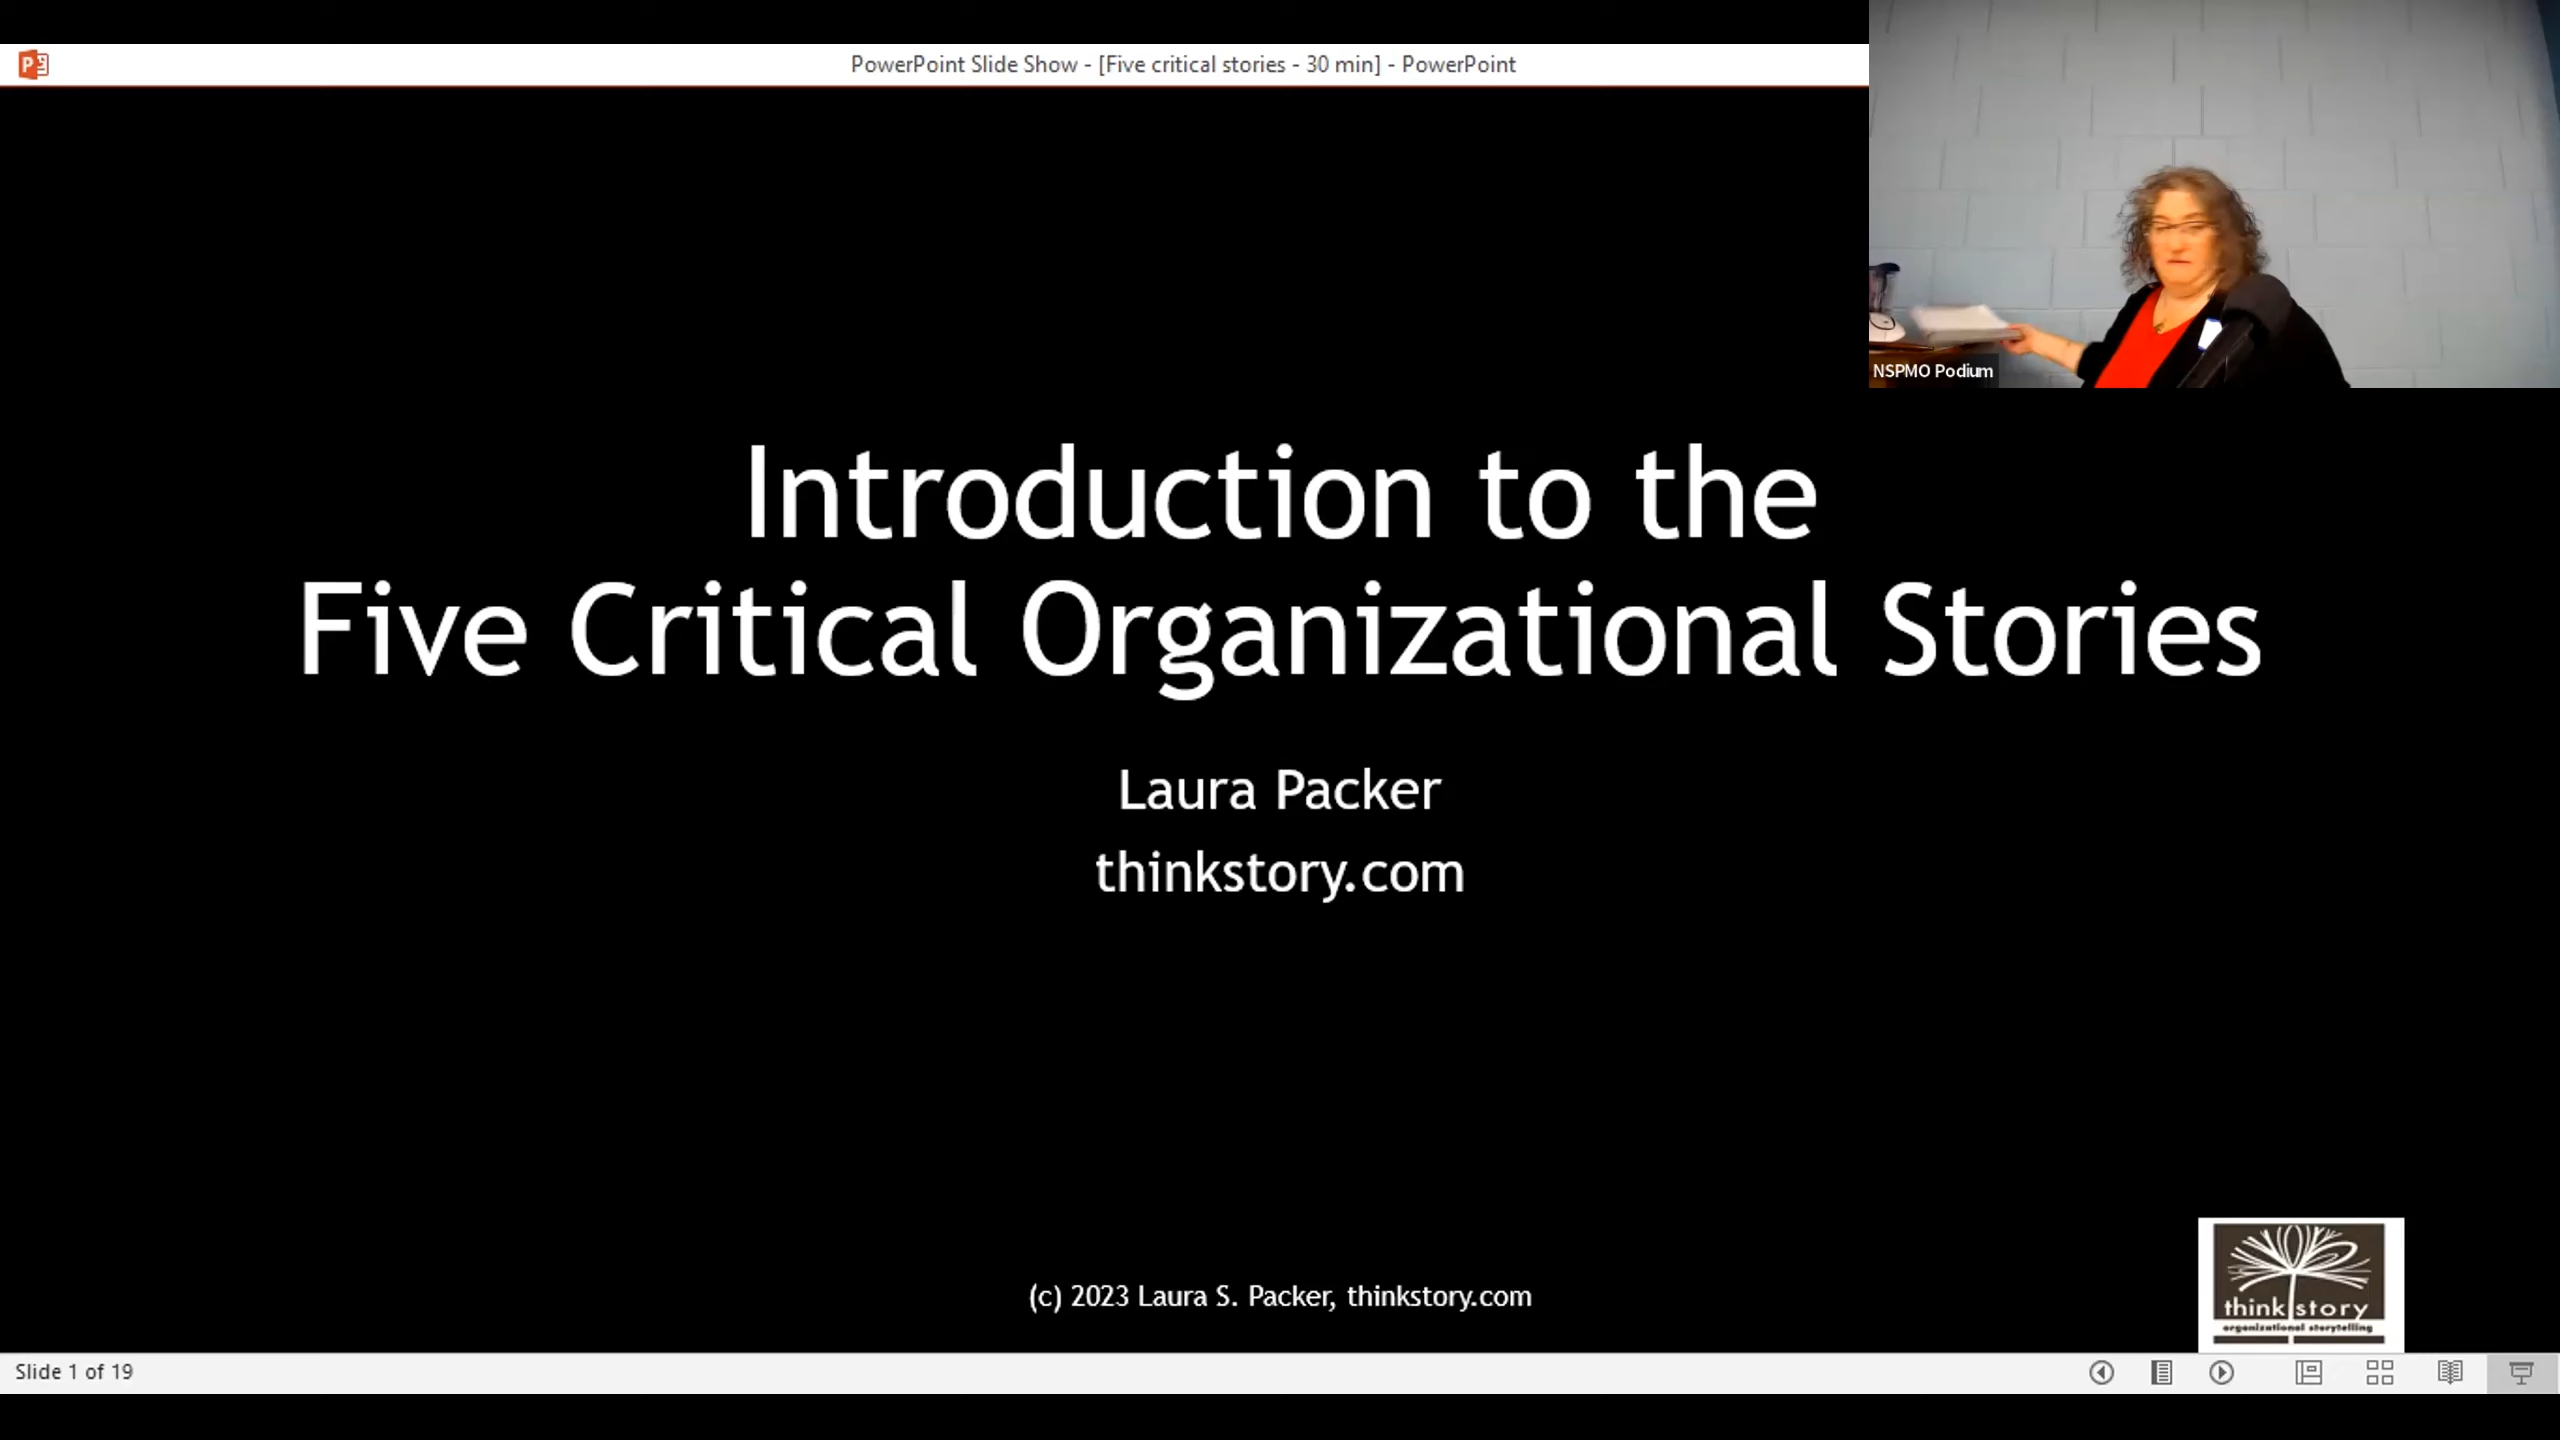 PowerPoint Slide Show - [Five critical stories - 30 min] - PowerPoint
NSPMO Podium
Introduction to the
Five Critical Organizational Stories
Laura Packer
thinkstory.com
(c) 2023 Laura S. Packer, thinkstory.com
think story
organizational storytelling
Slide 1 of 19